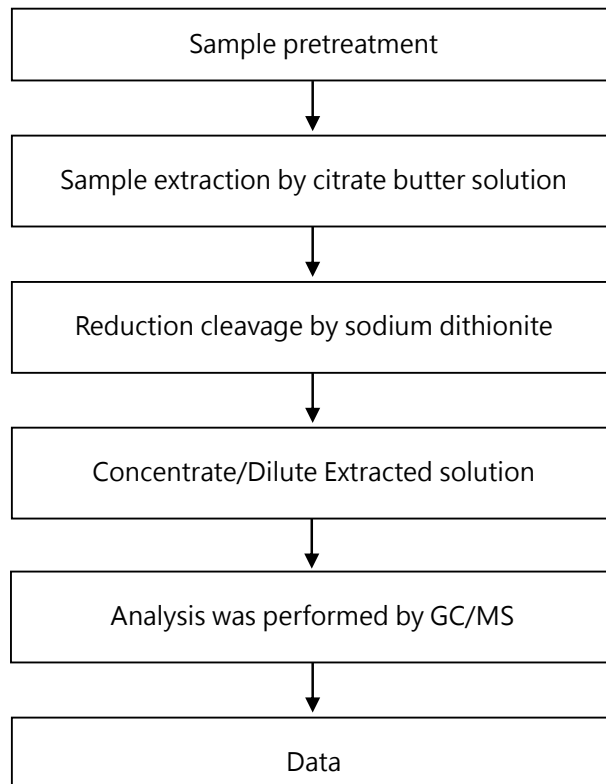 Sample pretreatment
Sample extraction by citrate butter solution
Reduction cleavage by sodium dithionite
Concentrate/Dilute Extracted solution
Analysis was performed by GC/MS
Data